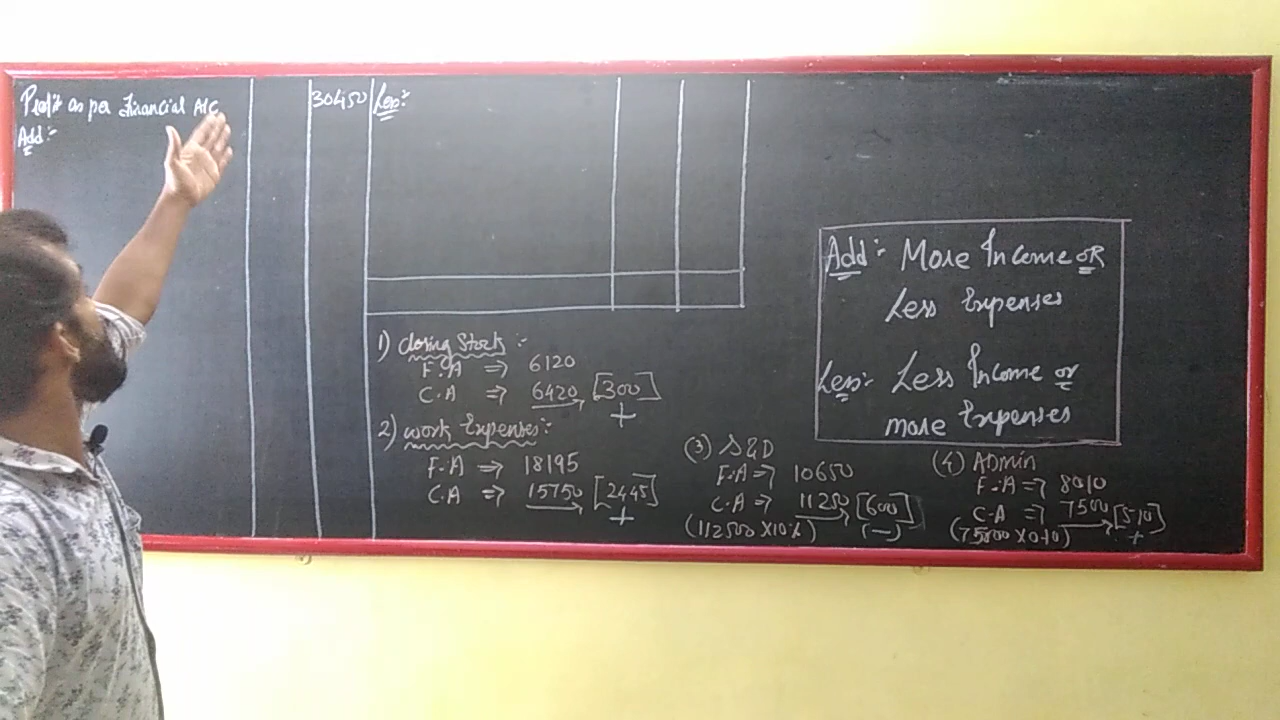 Profit as per Financial A/C 30450 Less:-
Add:-
Add:- More Income OR
Less Expenses
Less:- Less Income or
more Expenses
1) Closing Stock:-
F.A ⇒ 6120
C.A ⇒ 6420 [300]
+
2) Work Expenses:-
F.A ⇒ 18195
C.A ⇒ 15750 [2445]
+
(3) S&D
F.A ⇒ 10650
C.A ⇒ 11250 [600]
(112500 X10%) (-)
(4) ADmin
F.A ⇒ 8010
C.A ⇒ 7500 [510]
(75000 X0.10) +